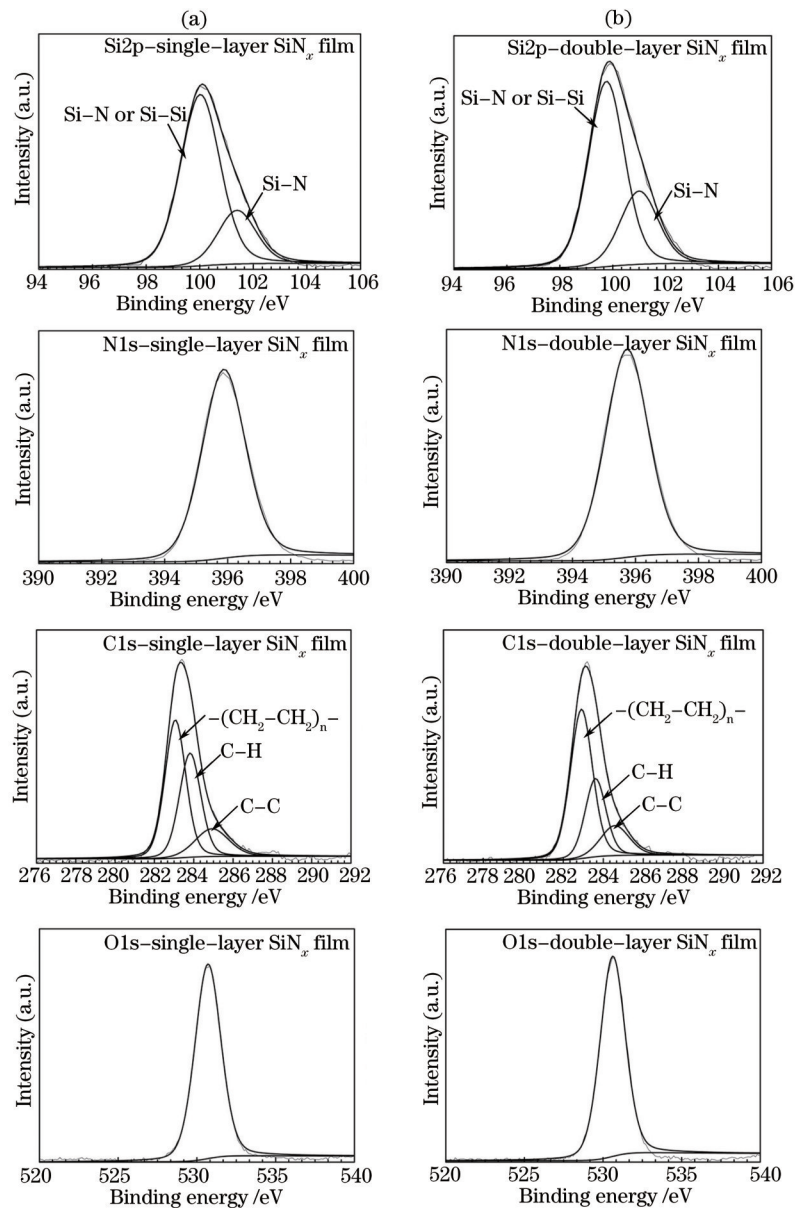 (a)
(b)
Si2p−single−layer SiNₓ film
Si−N or Si−Si
Si−N
Intensity (a.u.)
94 96 98 100 102 104 106
Binding energy /eV
Si2p−double−layer SiNₓ film
Si−N or Si−Si
Si−N
Intensity (a.u.)
94 96 98 100 102 104 106
Binding energy /eV
N1s−single−layer SiNₓ film
Intensity (a.u.)
390 392 394 396 398 400
Binding energy /eV
N1s−double−layer SiNₓ film
Intensity (a.u.)
390 392 394 396 398 400
Binding energy /eV
C1s−single−layer SiNₓ film
−(CH₂−CH₂)ₙ−
C−H
C−C
Intensity (a.u.)
276 278 280 282 284 286 288 290 292
Binding energy /eV
C1s−double−layer SiNₓ film
−(CH₂−CH₂)ₙ−
C−H
C−C
Intensity (a.u.)
276 278 280 282 284 286 288 290 292
Binding energy /eV
O1s−single−layer SiNₓ film
Intensity (a.u.)
520 525 530 535 540
Binding energy /eV
O1s−double−layer SiNₓ film
Intensity (a.u.)
520 525 530 535 540
Binding energy /eV